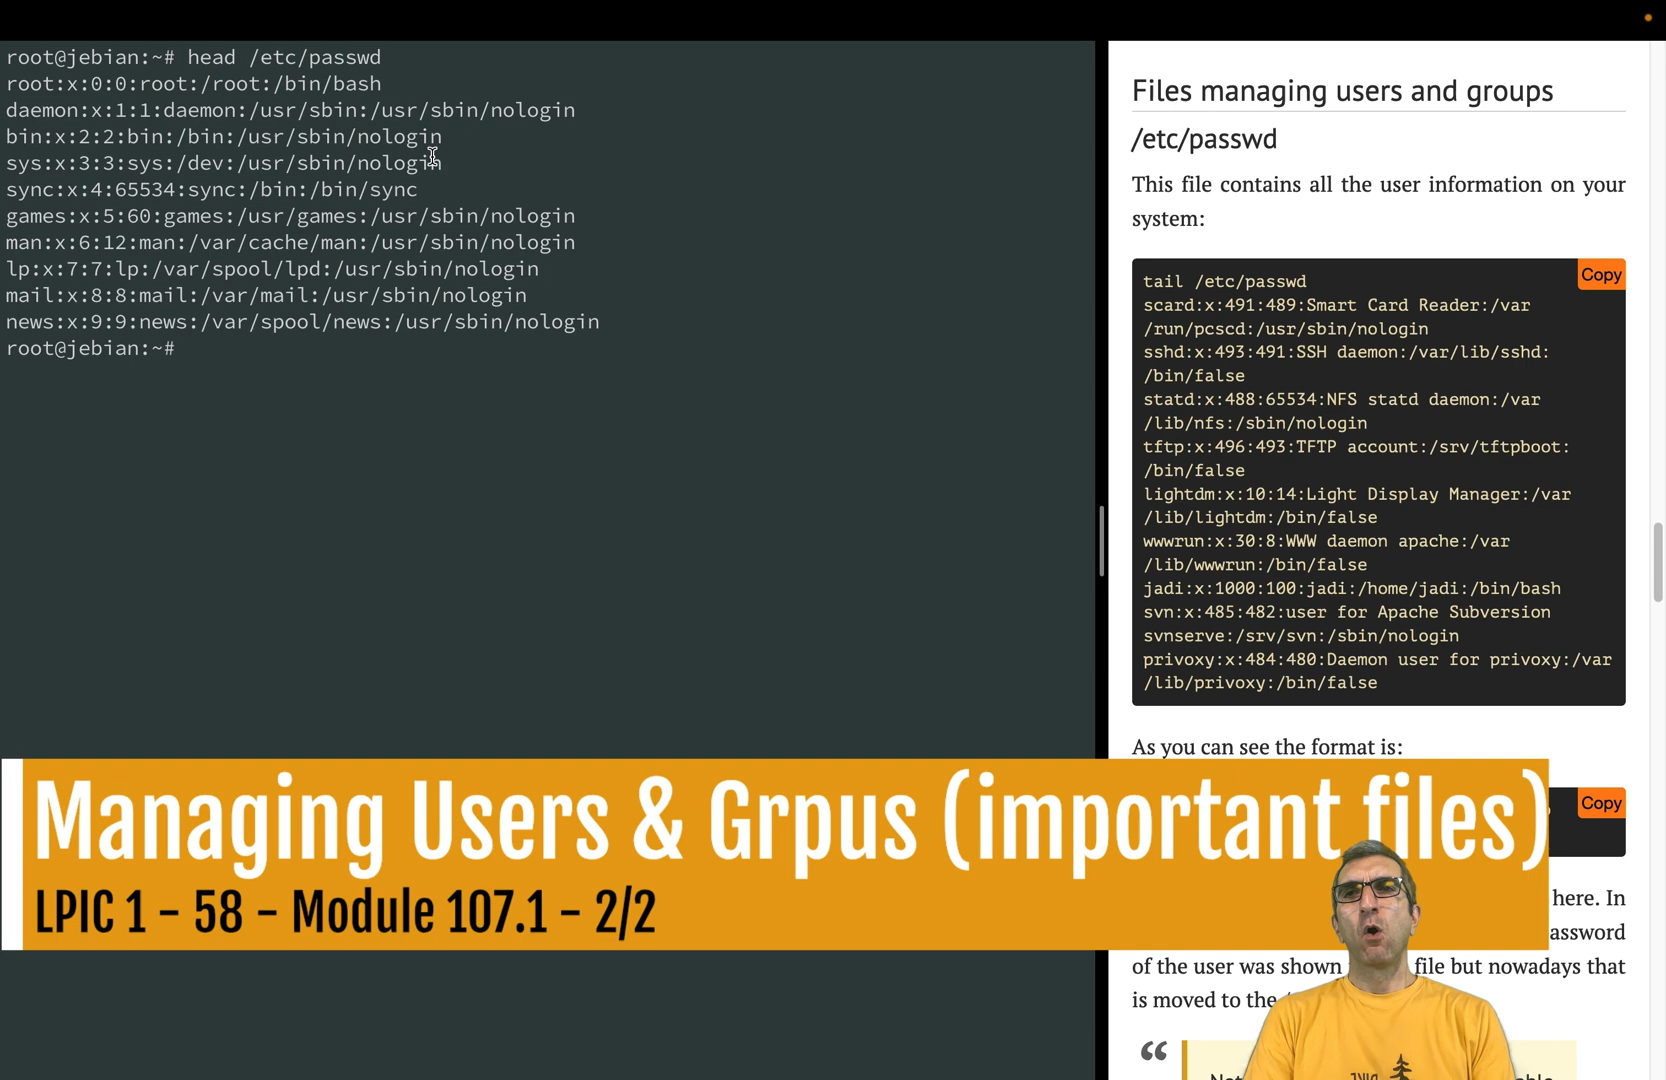 root@jebian:~# head /etc/passwd
root:x:0:0:root:/root:/bin/bash
daemon:x:1:1:daemon:/usr/sbin:/usr/sbin/nologin
bin:x:2:2:bin:/bin:/usr/sbin/nologin
sys:x:3:3:sys:/dev:/usr/sbin/nologin
sync:x:4:65534:sync:/bin:/bin/sync
games:x:5:60:games:/usr/games:/usr/sbin/nologin
man:x:6:12:man:/var/cache/man:/usr/sbin/nologin
lp:x:7:7:lp:/var/spool/lpd:/usr/sbin/nologin
mail:x:8:8:mail:/var/mail:/usr/sbin/nologin
news:x:9:9:news:/var/spool/news:/usr/sbin/nologin
root@jebian:~#
Files managing users and groups
/etc/passwd
This file contains all the user information on your
system:
Copy
tail /etc/passwd
scard:x:491:489:Smart Card Reader:/var
/run/pcscd:/usr/sbin/nologin
sshd:x:493:491:SSH daemon:/var/lib/sshd:
/bin/false
statd:x:488:65534:NFS statd daemon:/var
/lib/nfs:/sbin/nologin
tftp:x:496:493:TFTP account:/srv/tftpboot:
/bin/false
lightdm:x:10:14:Light Display Manager:/var
/lib/lightdm:/bin/false
wwwrun:x:30:8:WWW daemon apache:/var
/lib/wwwrun:/bin/false
jadi:x:1000:100:jadi:/home/jadi:/bin/bash
svn:x:485:482:user for Apache Subversion
svnserve:/srv/svn:/sbin/nologin
privoxy:x:484:480:Daemon user for privoxy:/var
/lib/privoxy:/bin/false
As you can see the format is:
Copy
here. In
assword
of the user was shown file but nowadays that
is moved to the
Managing Users & Grpus (important files)
LPIC 1 - 58 - Module 107.1 - 2/2